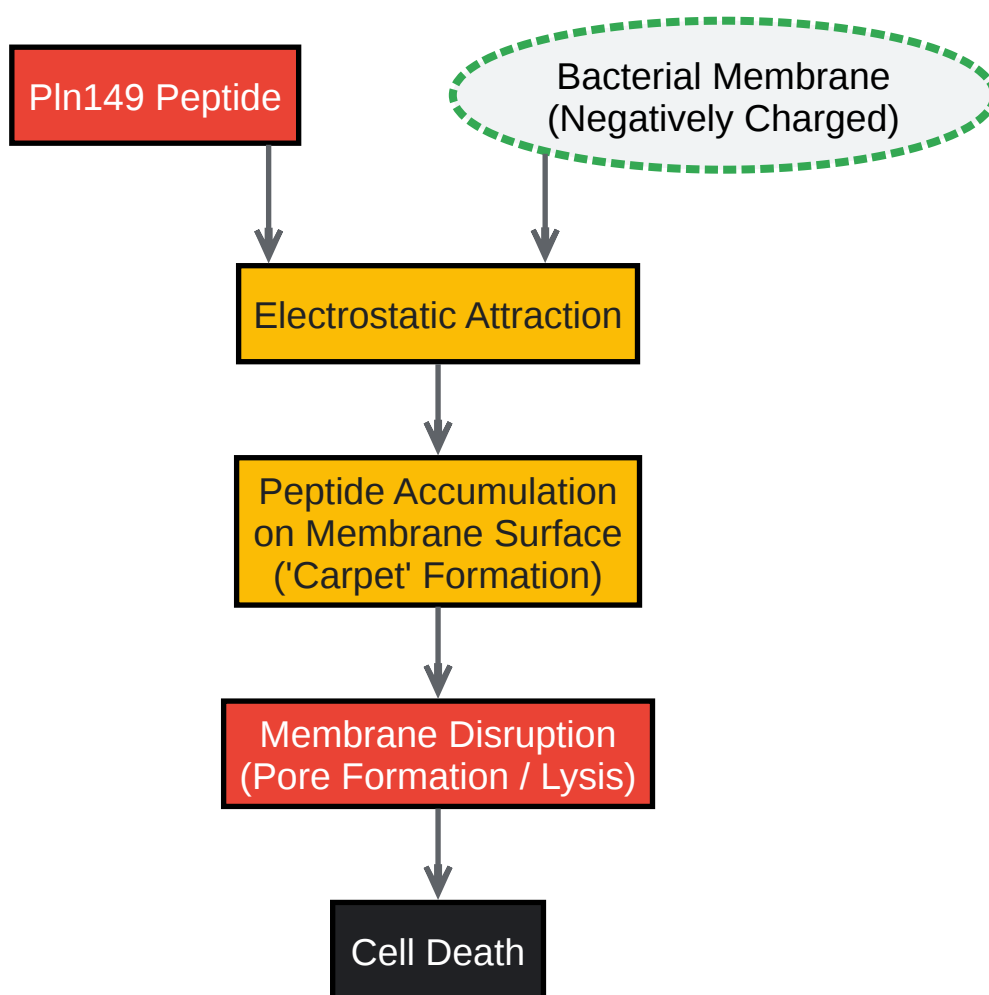 Pln149 Peptide
Bacterial Membrane
(Negatively Charged)
Electrostatic Attraction
Peptide Accumulation
on Membrane Surface
('Carpet' Formation)
Membrane Disruption
(Pore Formation / Lysis)
Cell Death